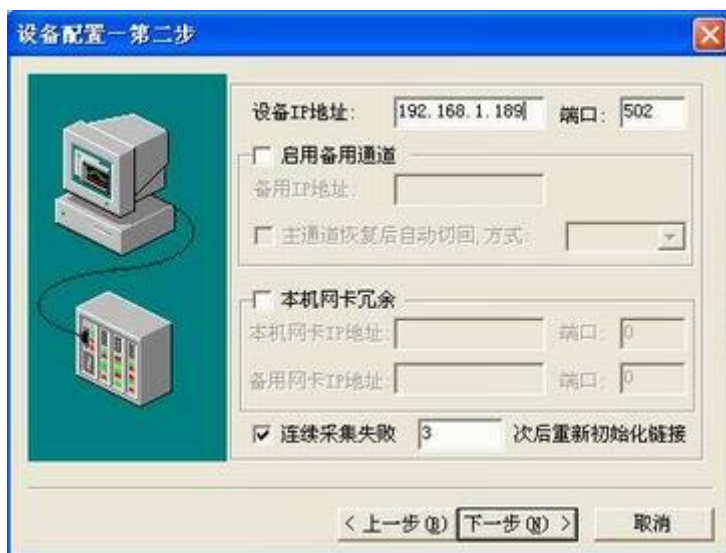 设备配置－第二步
设备IP地址： 192.168.1.189 端口： 502
启用备用通道
备用IP地址：
主通道恢复后自动切回,方式：
本机网卡冗余
本机网卡IP地址： 端口： 0
备用网卡IP地址： 端口： 0
连续采集失败 3 次后重新初始化链接
< 上一步(B) 下一步(N) > 取消